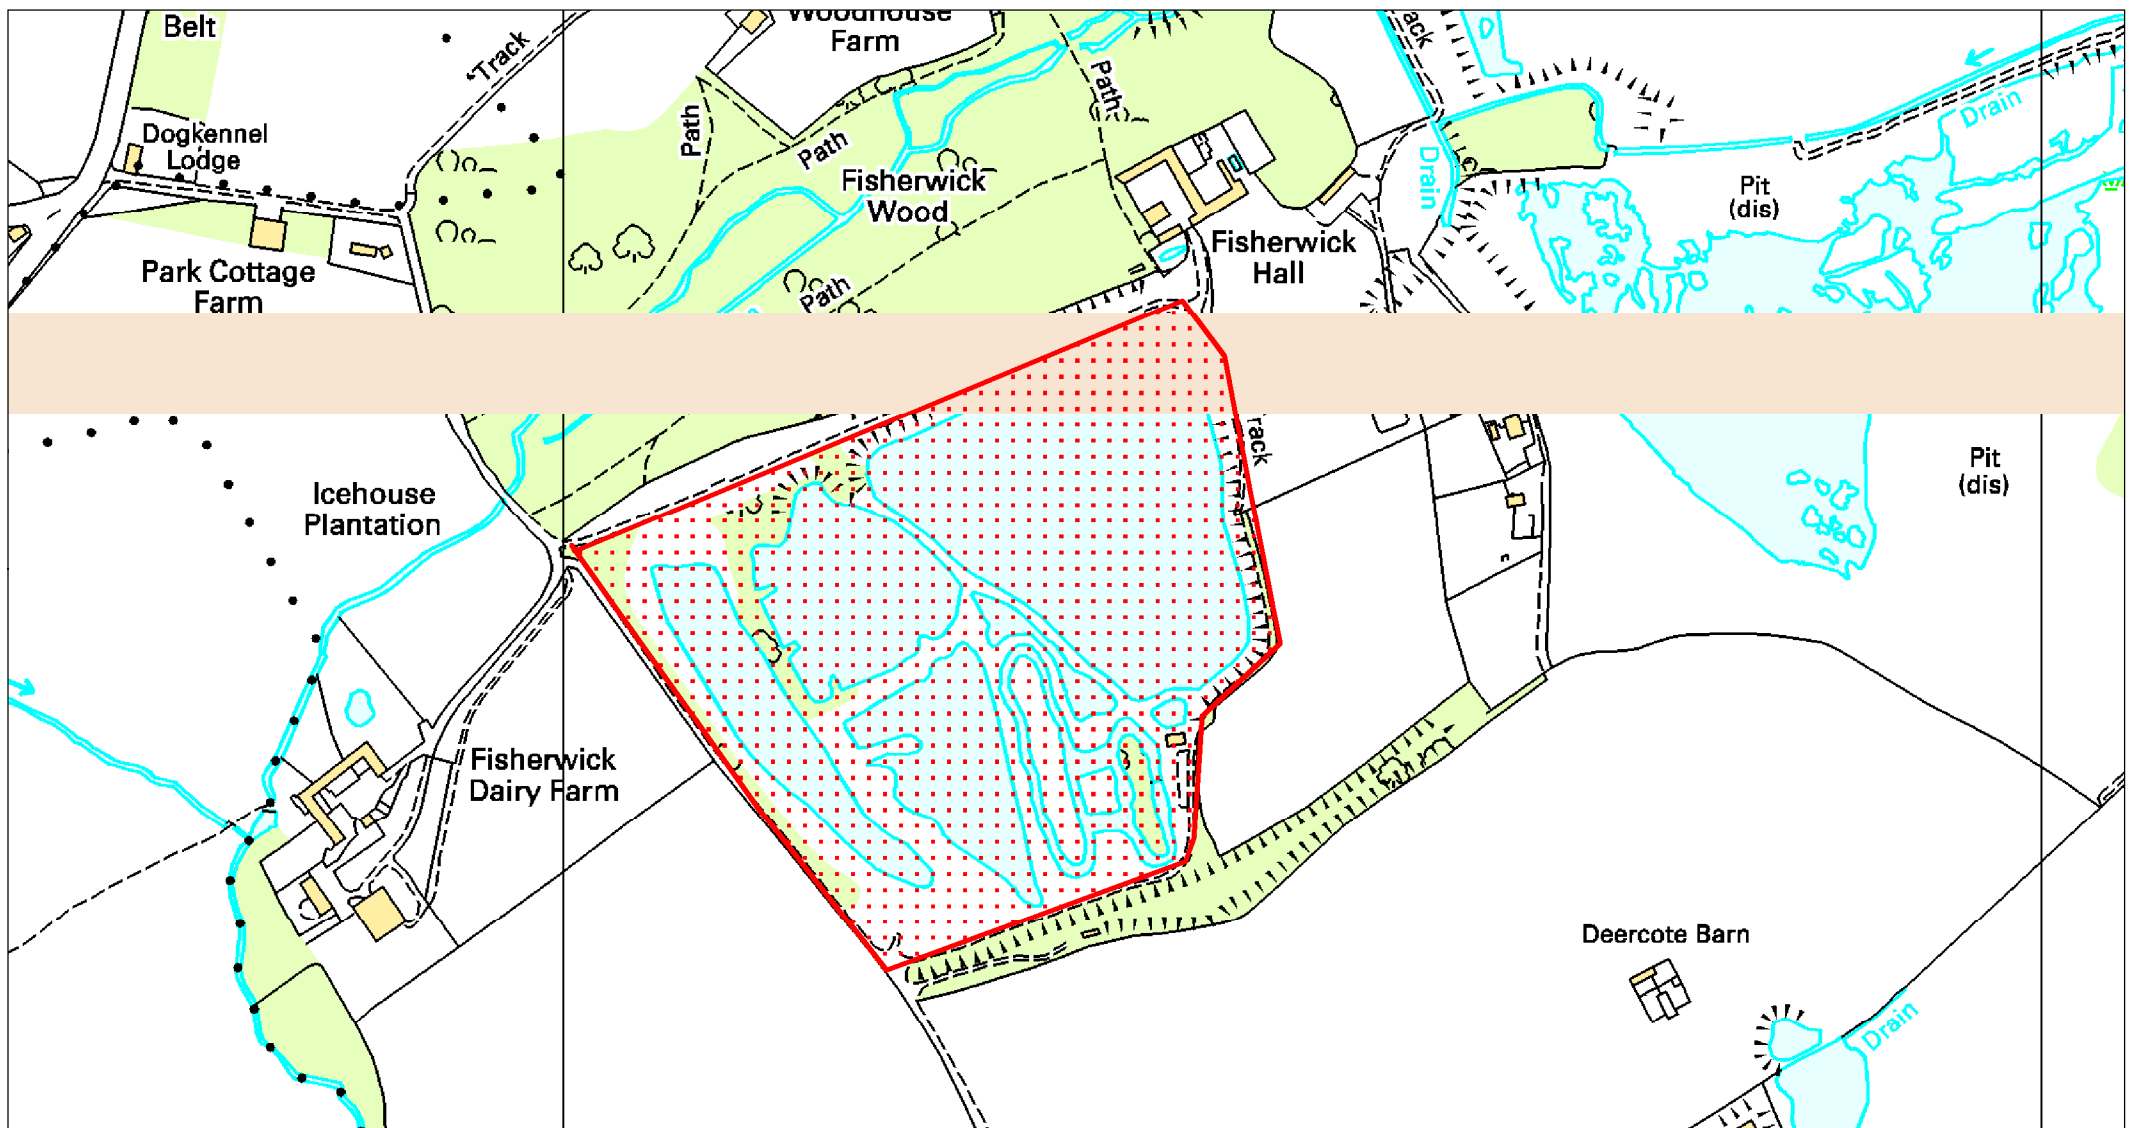 Belt
Woodhouse
Farm
Track
Dogkennel
Lodge
Path
Path
Path
Fisherwick
Wood
Path
Park Cottage
Farm
Fisherwick
Hall
Drain
Drain
Pit
(dis)
Icehouse
Plantation
Pit
(dis)
Fisherwick
Dairy Farm
Deercote Barn
Drain